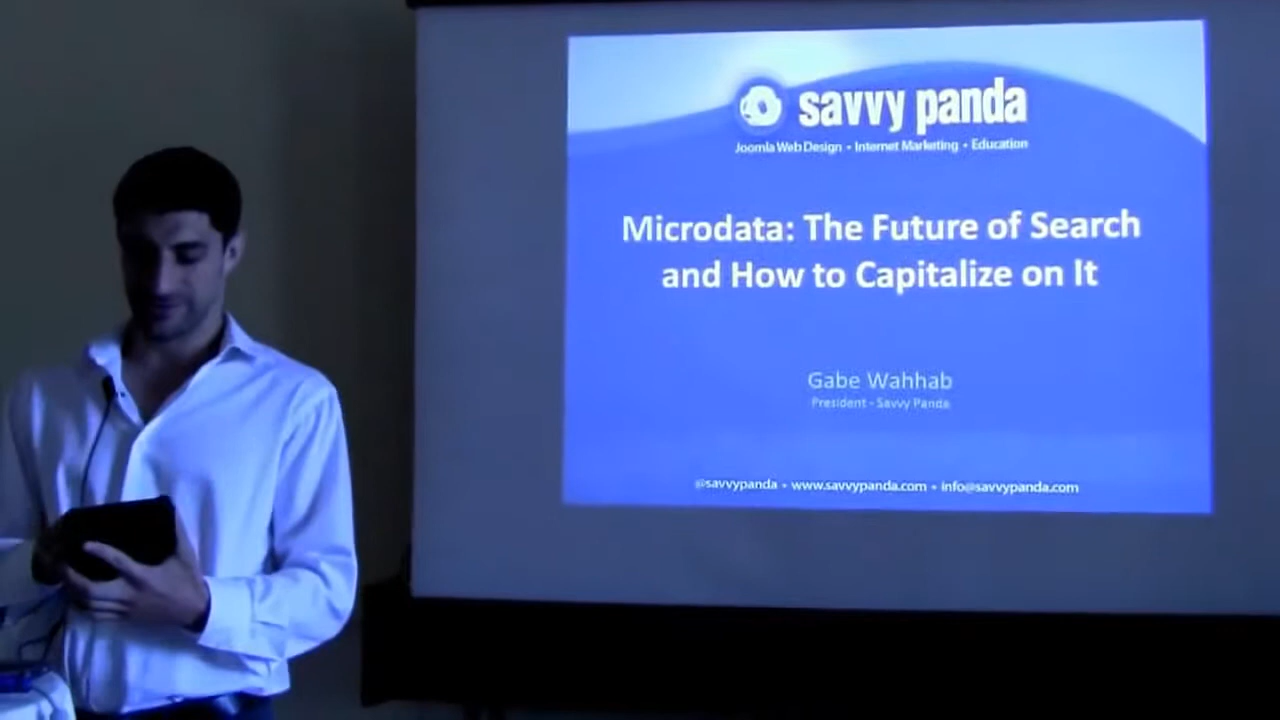 savvy panda
Joomla Web Design • Internet Marketing • Education
Microdata: The Future of Search
and How to Capitalize on It
Gabe Wahhab
President - Savvy Panda
@savvypanda • www.savvypanda.com • info@savvypanda.com